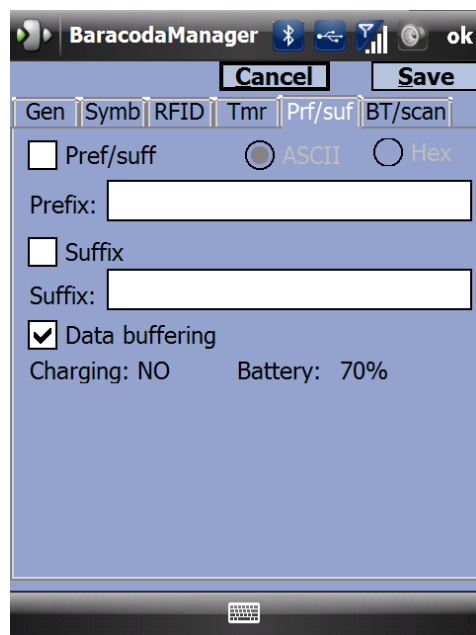 BaracodaManager ok
Cancel Save
Gen Symb RFID Tmr Prf/suf BT/scan
Pref/suff ASCII Hex
Prefix:
Suffix
Suffix:
Data buffering
Charging: NO Battery: 70%